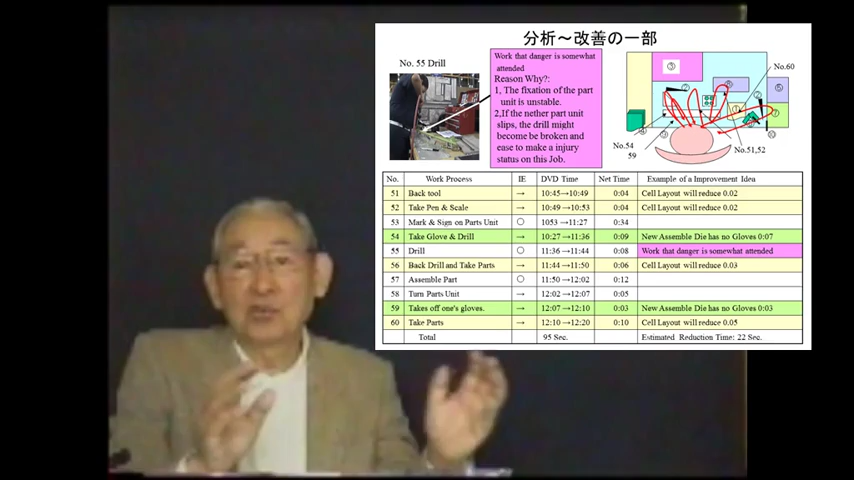 分析～改善の一部
No. 55 Drill
Work that danger is somewhat
attended
Reason Why?:
1, The fixation of the part
unit is unstable.
2,If the nether part unit
slips, the drill might
become be broken and
ease to make a injury
status on this Job.
No.60
③
⑤
②
②
⑤
①
⑦
⑩
No.54
59
No.51,52
No. Work Process IE DVD Time Net Time Example of a Improvement Idea
51 Back tool → 10:45→10:49 0:04 Cell Layout will reduce 0.02
52 Take Pen & Scale → 10:49→10:53 0:04 Cell Layout will reduce 0.02
53 Mark & Sign on Parts Unit ○ 1053→11:27 0:34
54 Take Glove & Drill → 10:27→11:36 0:09 New Assemble Die has no Gloves 0:07
55 Drill ○ 11:36→11:44 0:08 Work that danger is somewhat attended
56 Back Drill and Take Parts → 11:44→11:50 0:06 Cell Layout will reduce 0.03
57 Assemble Part ○ 11:50→12:02 0:12
58 Turn Parts Unit → 12:02→12:07 0:05
59 Takes off one's gloves. → 12:07→12:10 0:03 New Assemble Die has no Gloves 0:03
60 Take Parts → 12:10→12:20 0:10 Cell Layout will reduce 0.05
Total 95 Sec. Estimated Reduction Time: 22 Sec.